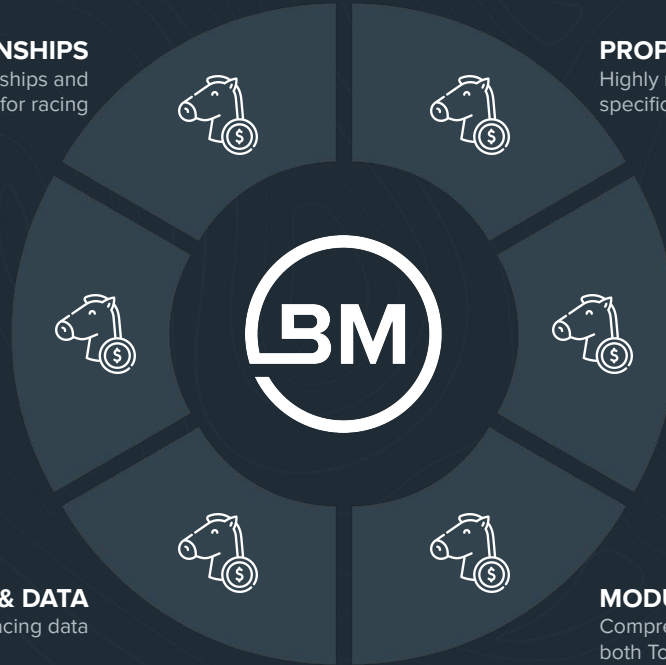 NSHIPS
ships and
for racing
PROP
Highly
specific
BM
$
$
$
$
$
$
& DATA
acing data
MODU
Compre
both To